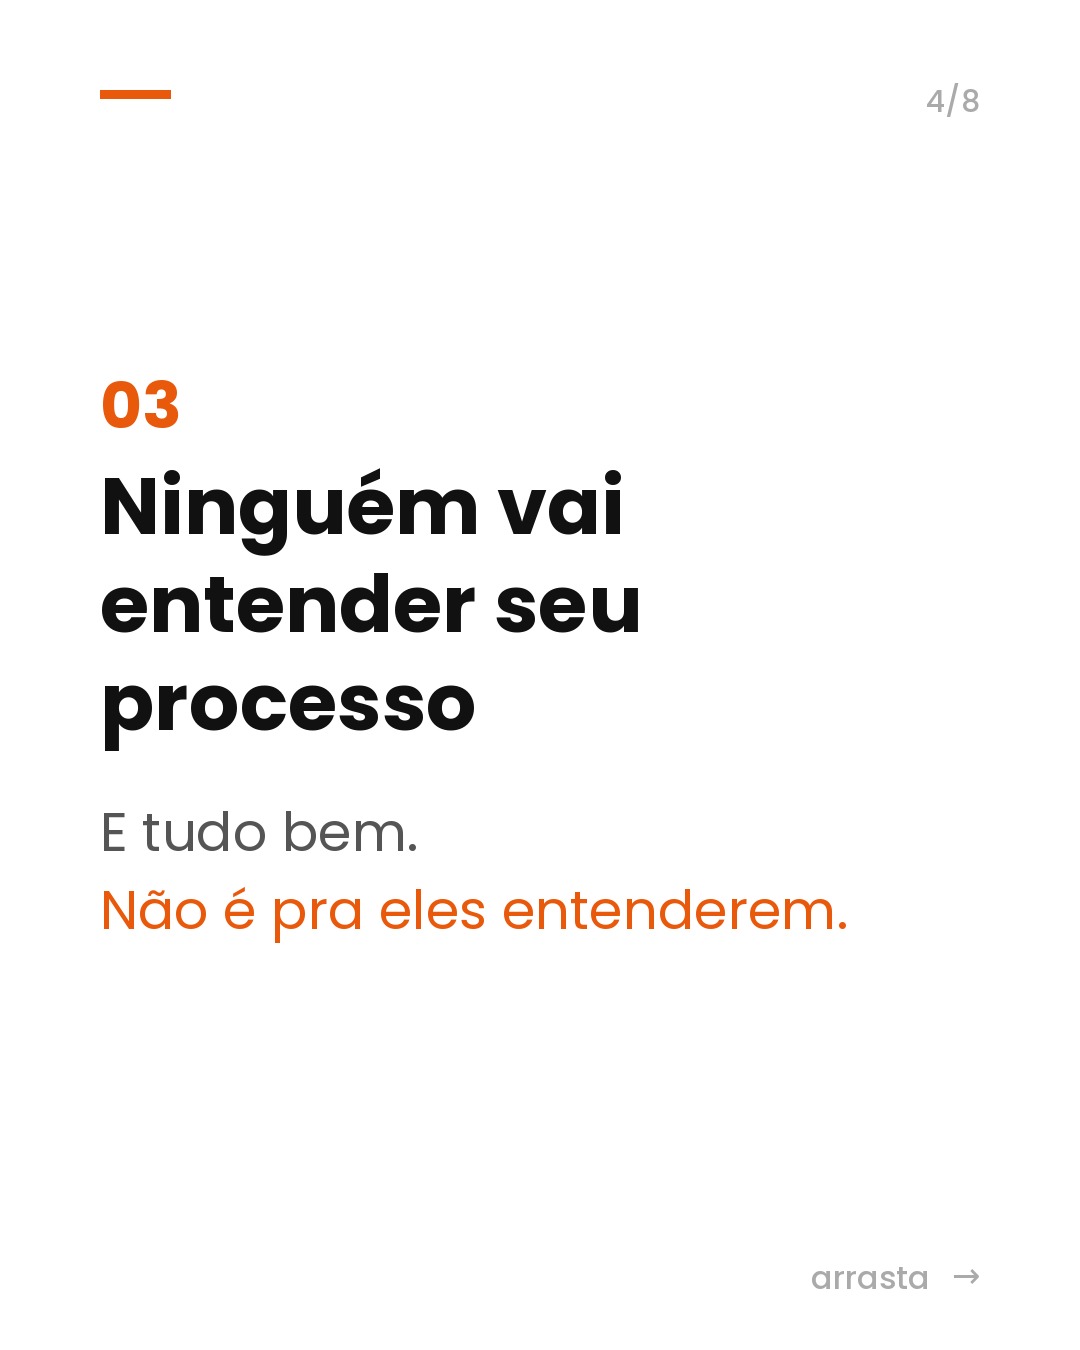 4/8
03
Ninguém vai
entender seu
processo
E tudo bem.
Não é pra eles entenderem.
arrasta →